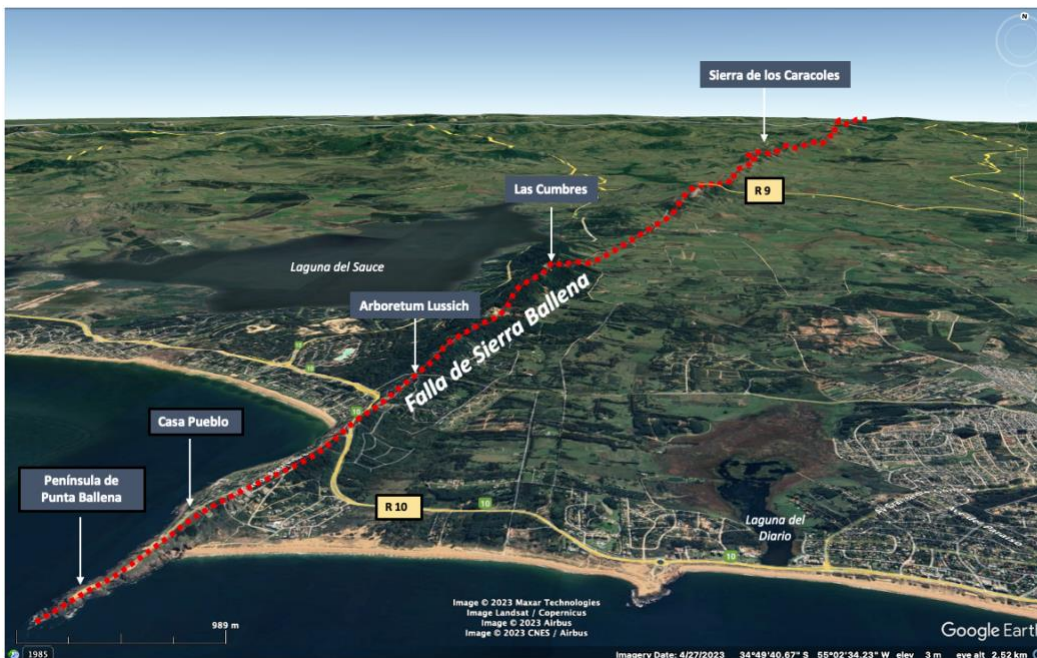 N
Sierra de los Caracoles
Las Cumbres
R 9
Laguna del Sauce
Arboretum Lussich
Falla de Sierra Ballena
10
10
10
Casa Pueblo
Península de
Punta Ballena
R 10
10
10
Laguna del
Diario
Image © 2023 Maxar Technologies
Image Landsat / Copernicus
Image © 2023 Airbus
Image © 2023 CNES / Airbus
989 m
Google Earth
1985
Imagery Date: 4/27/2023 34°49'40.67" S 55°02'34.23" W elev 3 m eye alt 2.52 km